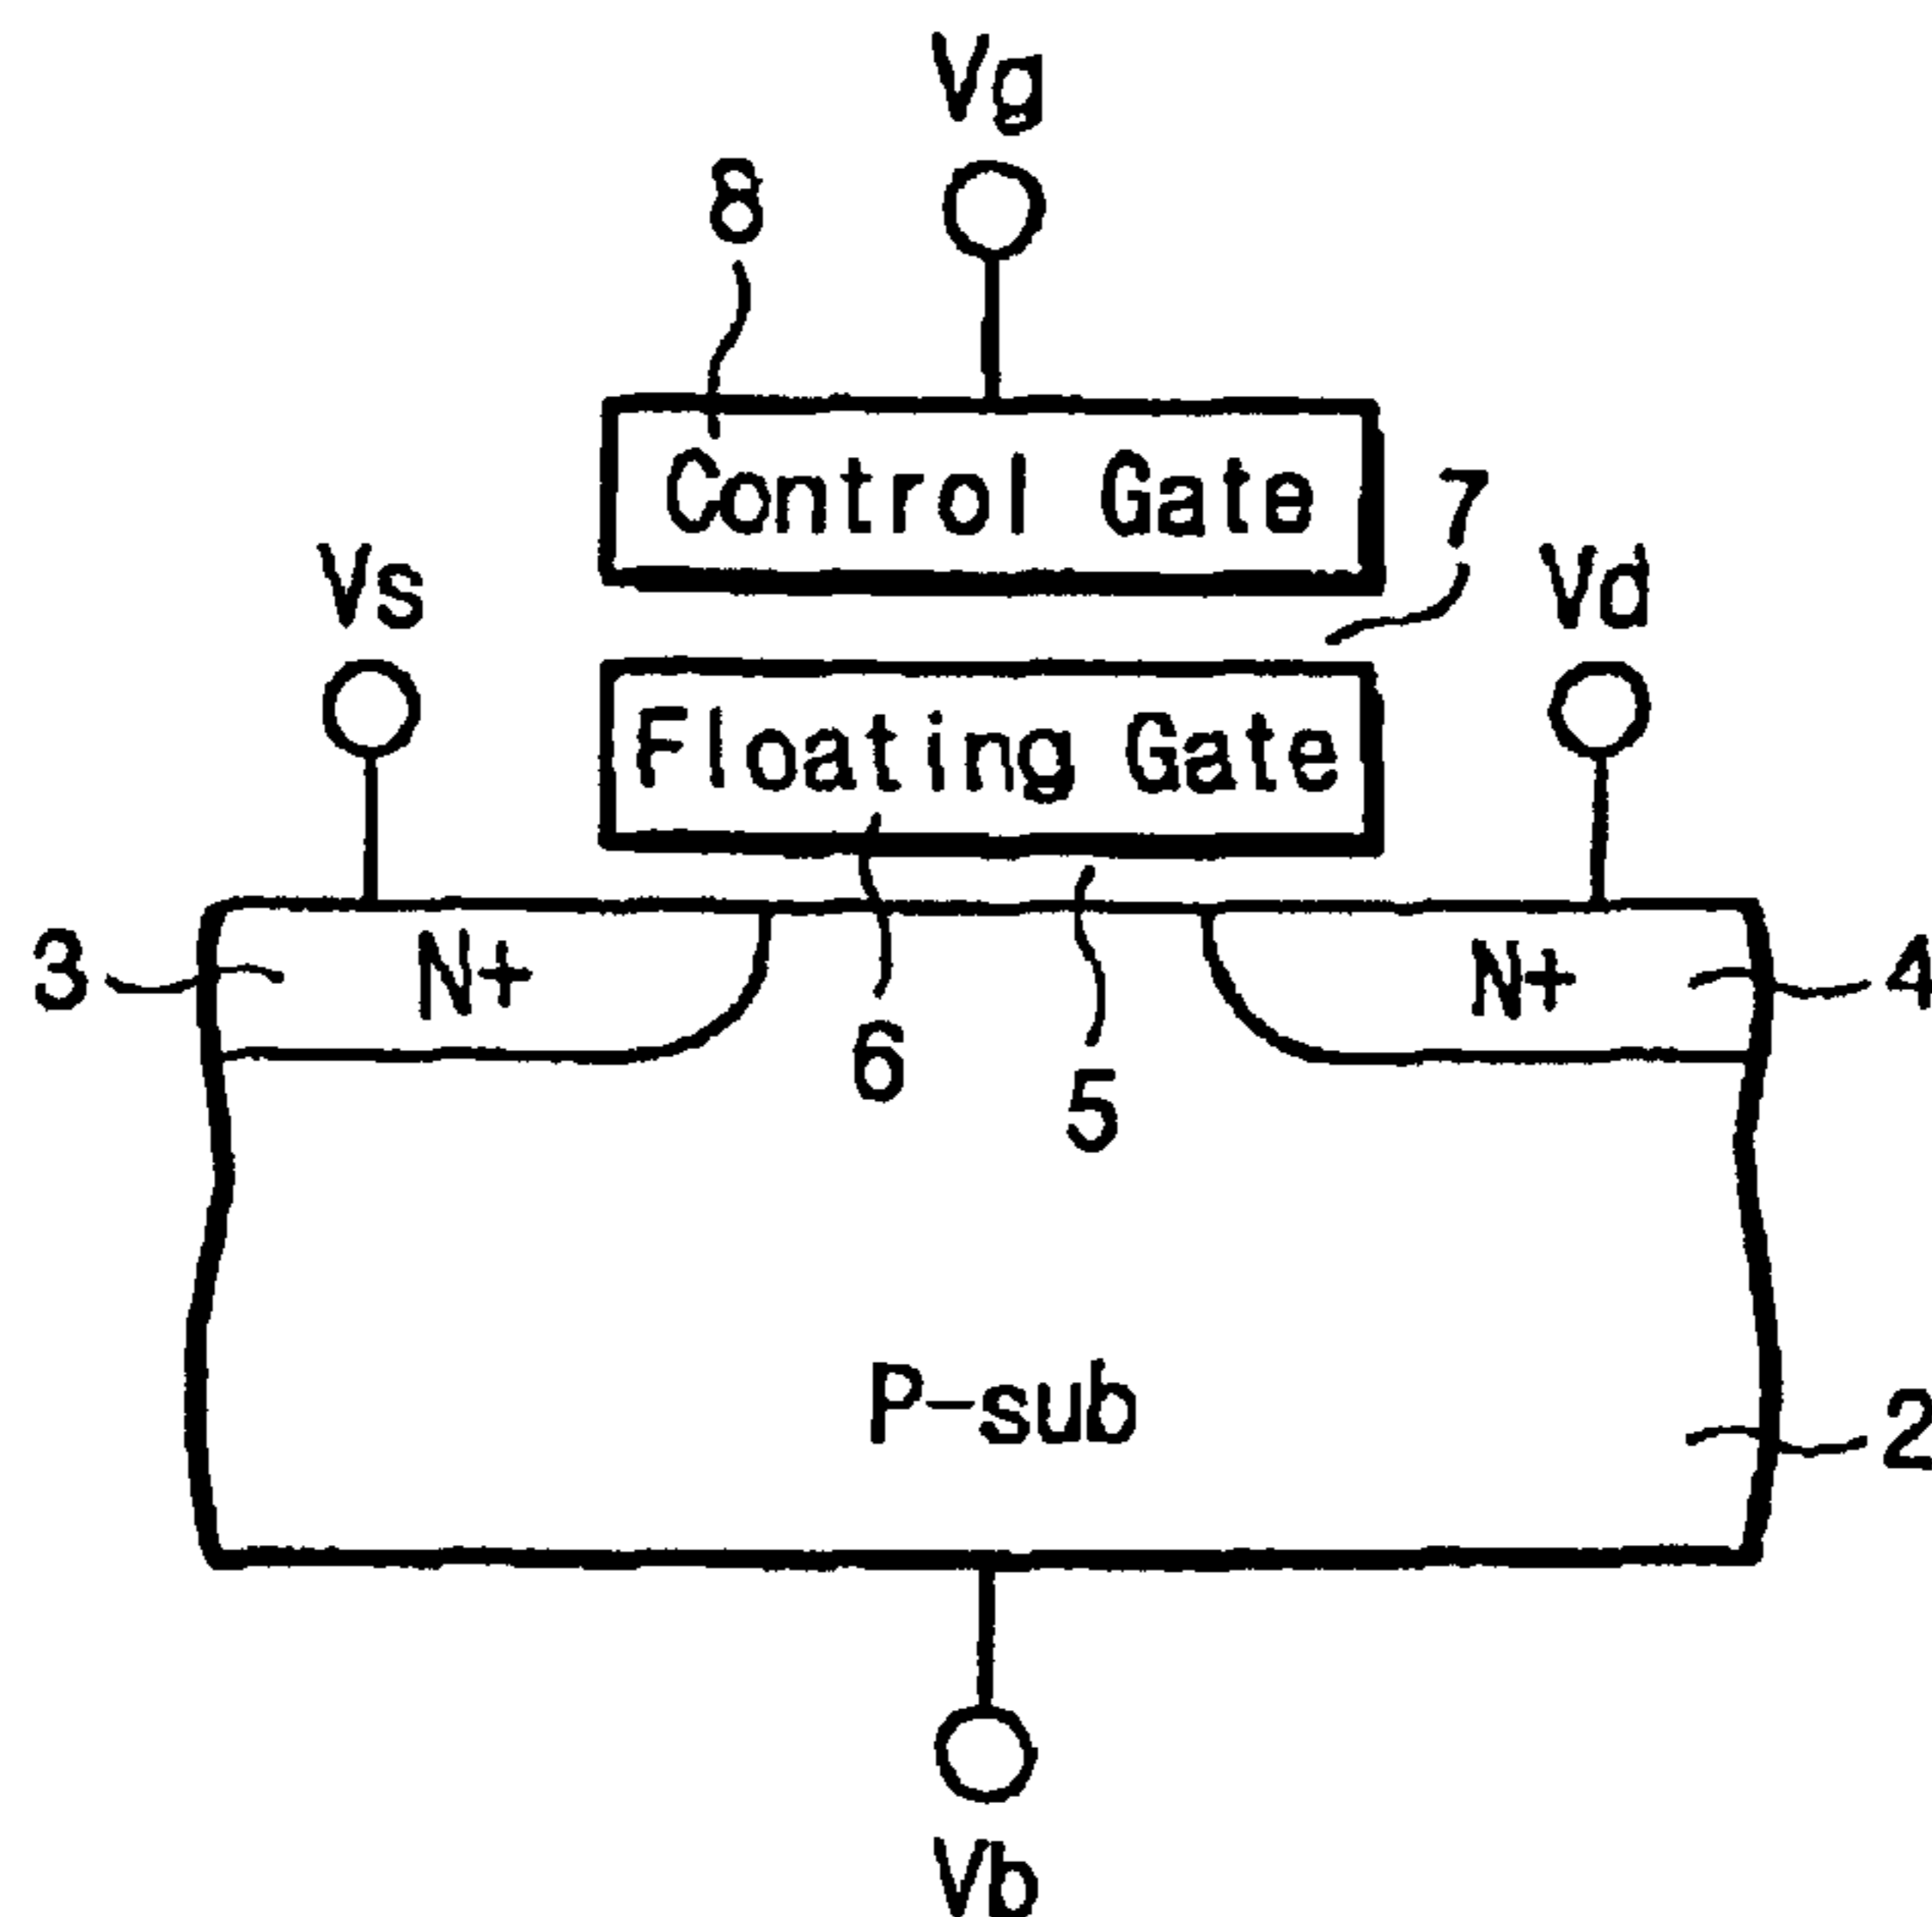 Vg
8
Control Gate
7
Vs
Vd
Floating Gate
3
N+
N+
4
6
5
P-sub
2
Vb